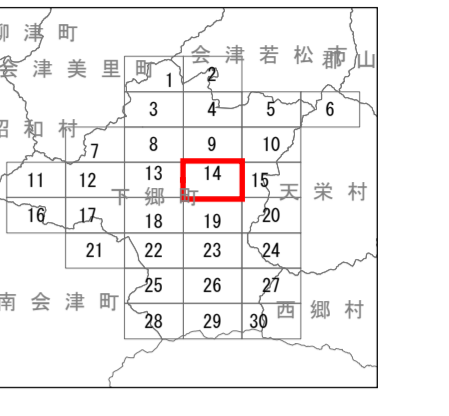 柳津町
会津若松市
郡山
会津美里町
1 2
3 4 5 6
昭和村
7 8 9 10
11 12 13 14 15
下郷町
天栄村
16 17 18 19 20
21 22 23 24
25 26 27
南会津町
西郷村
28 29 30